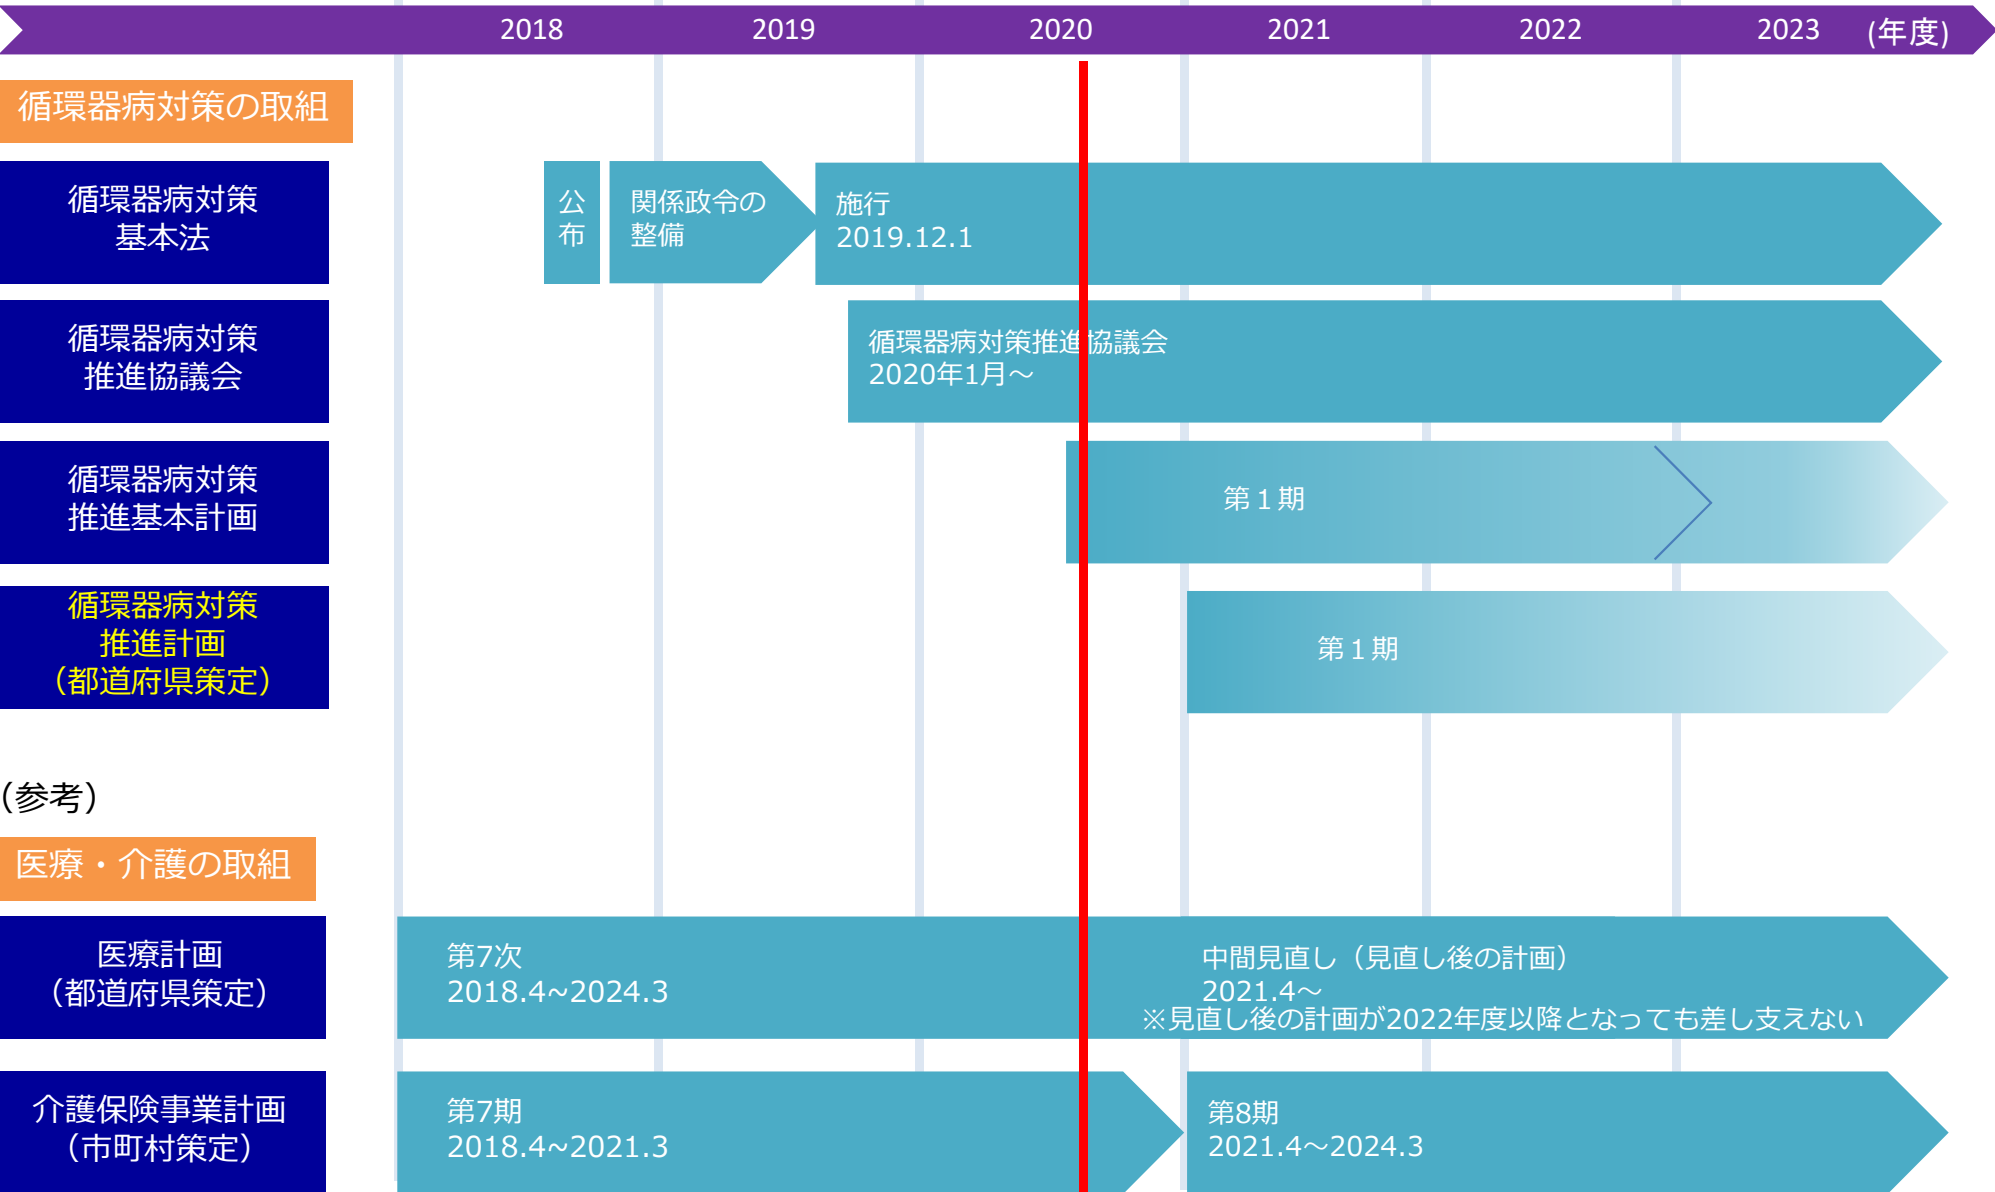 2018 2019 2020 2021 2022 2023 (年度)
循環器病対策の取組
循環器病対策
基本法
公
布
関係政令の
整備
施行
2019.12.1
循環器病対策
推進協議会
循環器病対策推進協議会
2020年1月～
循環器病対策
推進基本計画
第１期
循環器病対策
推進計画
（都道府県策定）
第１期
（参考）
医療・介護の取組
医療計画
（都道府県策定）
第7次
2018.4~2024.3
中間見直し（見直し後の計画）
2021.4～
※見直し後の計画が2022年度以降となっても差し支えない
介護保険事業計画
（市町村策定）
第7期
2018.4~2021.3
第8期
2021.4～2024.3